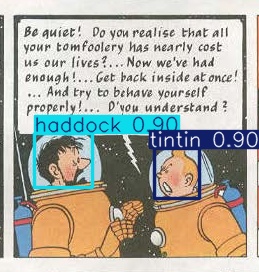 Be quiet! Do you realise that all
your tomfoolery has nearly cost
us our lives?... Now we've had
enough!... Get back inside at once!
... And try to behave yourself
properly!... D'you understand?
haddock 0.90
tintin 0.90